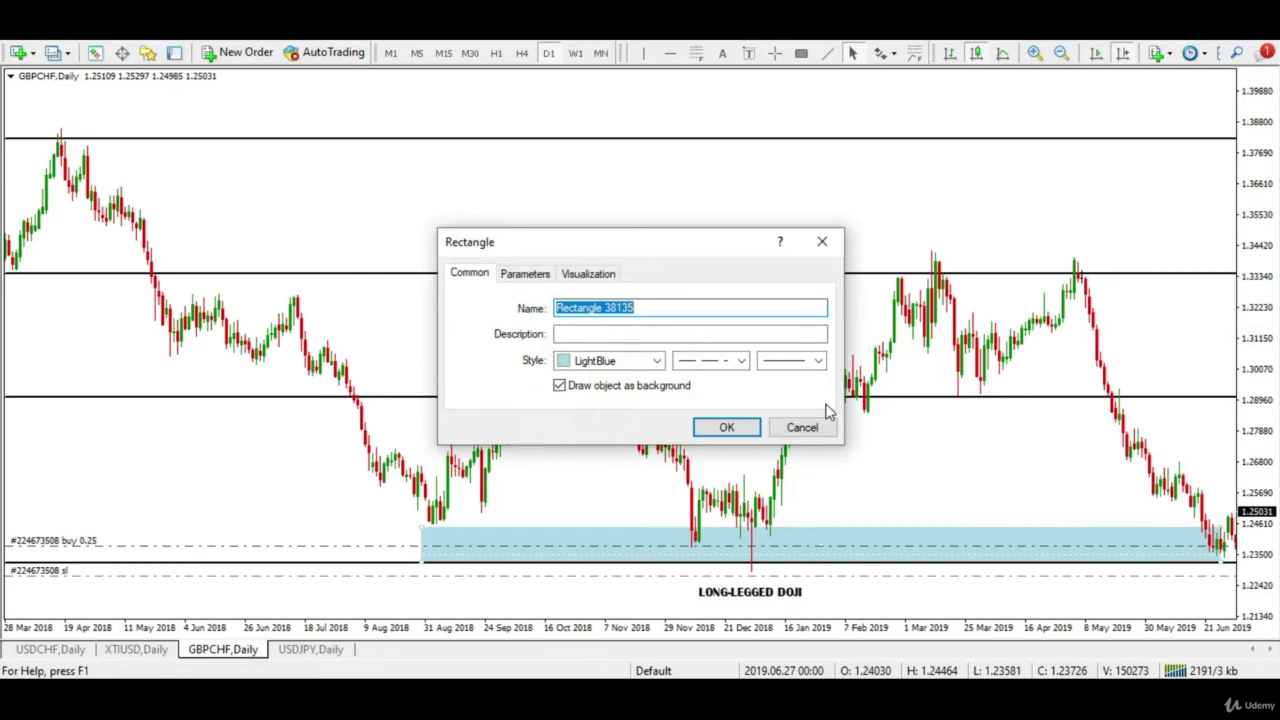 New Order AutoTrading M1 M5 M15 M30 H1 H4 D1 W1 MN A T 1
GBPCHF,Daily 1.25109 1.25297 1.24985 1.25031
1.39880
1.38800
1.37690
1.36610
1.35530
1.34420
1.33340
1.32230
1.31150
1.30070
1.28960
1.27880
1.26800
1.25690
1.25031
1.24610
1.23500
1.22420
1.21340
Rectangle ?
Common Parameters Visualization
Name: Rectangle 38135
Description:
Style: LightBlue
Draw object as background
OK Cancel
#224673508 buy 0.25
#224673508 sl
LONG-LEGGED DOJI
28 Mar 2018 19 Apr 2018 11 May 2018 4 Jun 2018 26 Jun 2018 18 Jul 2018 9 Aug 2018 31 Aug 2018 24 Sep 2018 16 Oct 2018 7 Nov 2018 29 Nov 2018 21 Dec 2018 16 Jan 2019 7 Feb 2019 1 Mar 2019 25 Mar 2019 16 Apr 2019 8 May 2019 30 May 2019 21 Jun 2019
USDCHF,Daily XTIUSD,Daily GBPCHF,Daily USDJPY,Daily
For Help, press F1 Default 2019.06.27 00:00 O: 1.24030 H: 1.24464 L: 1.23581 C: 1.23726 V: 150273 2191/3 kb
Udemy